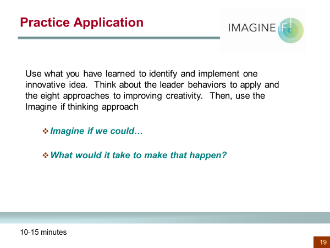 Practice Application
IMAGINE IF
Use what you have learned to identify and implement one
innovative idea. Think about the leader behaviors to apply and
the eight approaches to improving creativity. Then, use the
Imagine if thinking approach
Imagine if we could…
What would it take to make that happen?
10-15 minutes
19